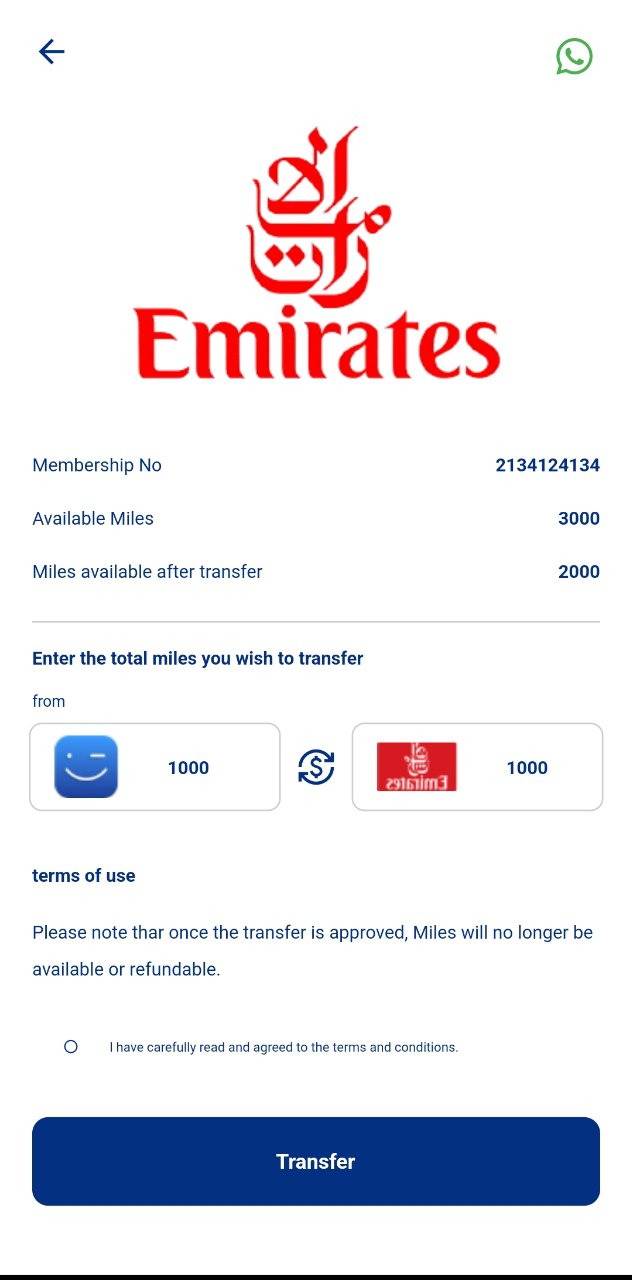 الإمارات
Emirates
Membership No 2134124134
Available Miles 3000
Miles available after transfer 2000
Enter the total miles you wish to transfer
from
1000 Emirates 1000
terms of use
Please note thar once the transfer is approved, Miles will no longer be
available or refundable.
I have carefully read and agreed to the terms and conditions.
Transfer